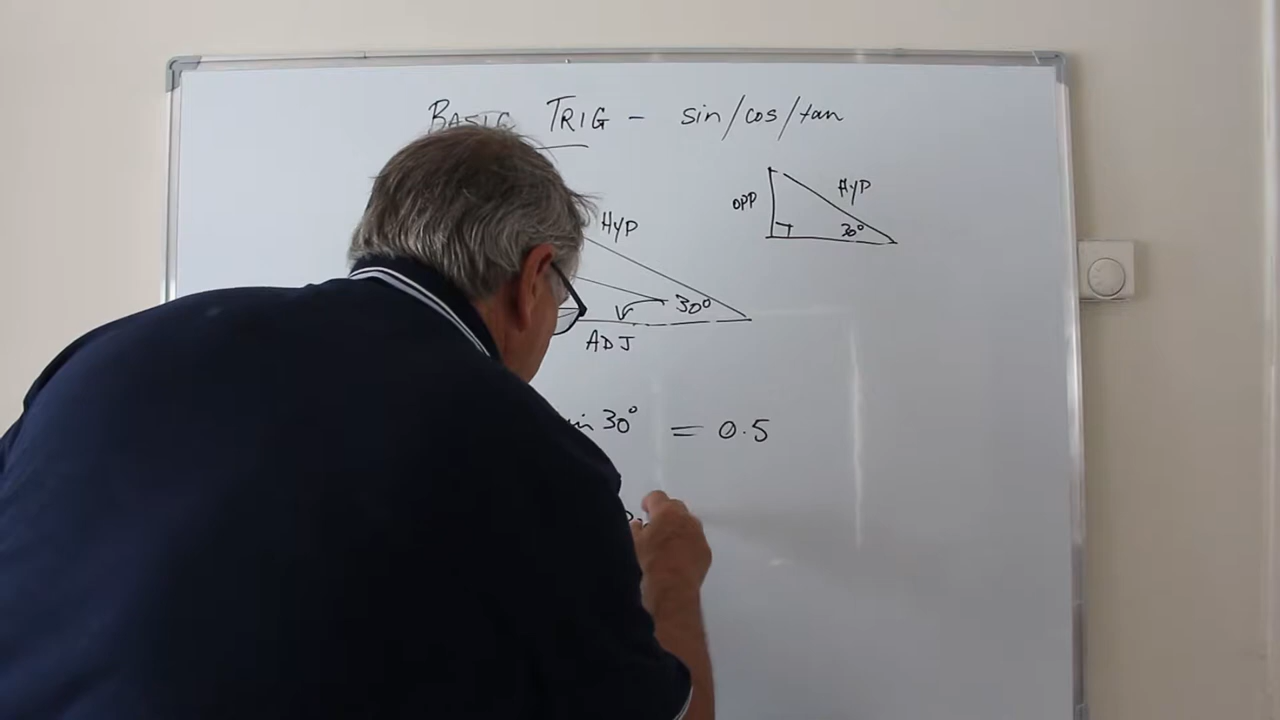 BASIC TRIG - sin/cos/tan
HYP
OPP
HYP
30°
30°
ADJ
30° = 0.5